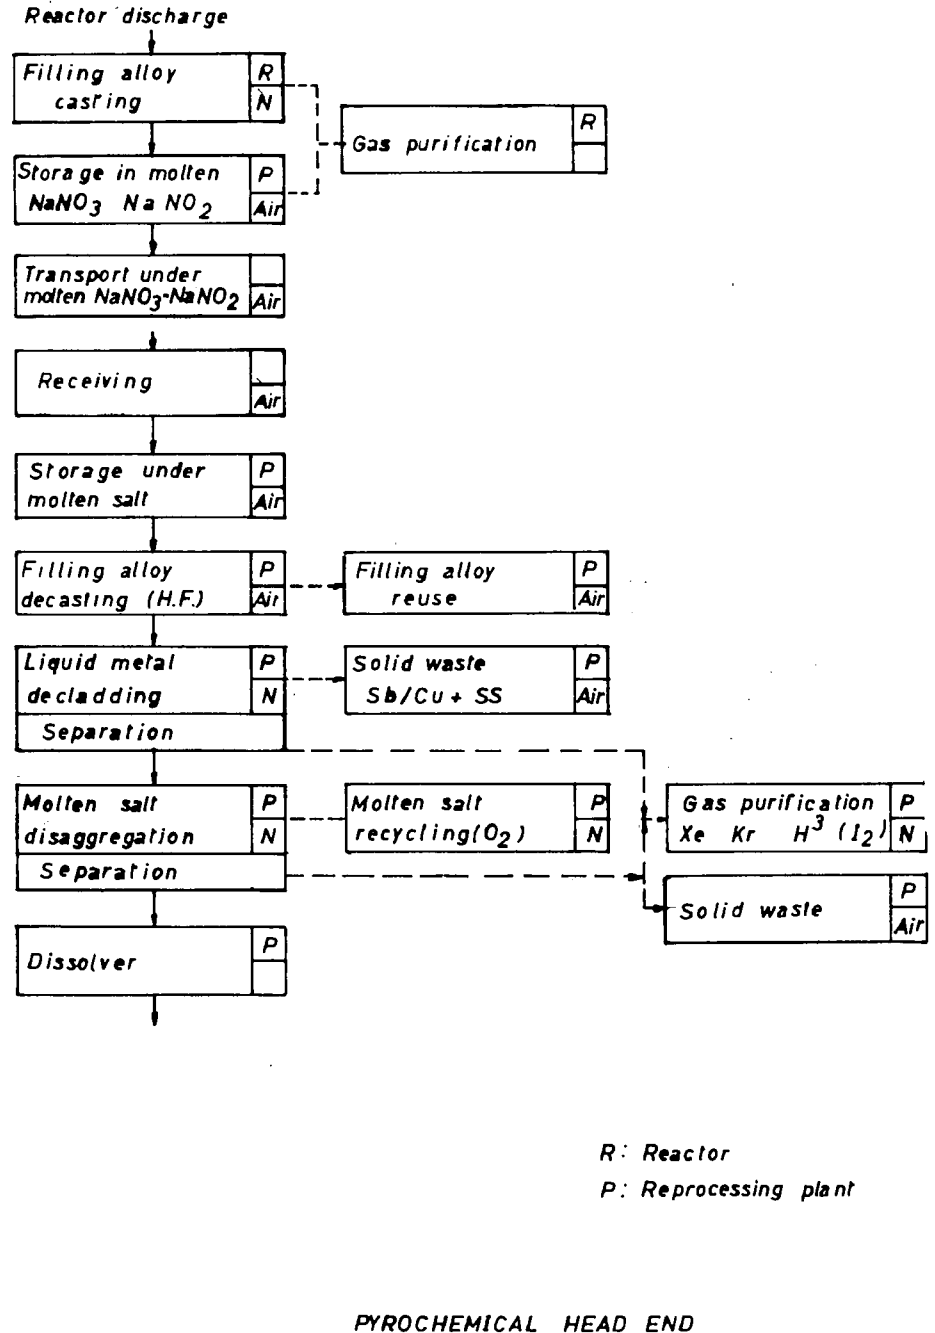 Reactor discharge
Filling alloy R
casting N
Gas purification R
Storage in molten P
NaNO3 NaNO2 Air
Transport under
molten NaNO3-NaNO2 Air
Receiving
Air
Storage under P
molten salt Air
Filling alloy P
decasting (H.F.) Air
Filling alloy P
reuse Air
Liquid metal P
decladding N
Separation
Solid waste P
Sb/Cu + SS Air
Molten salt P
disaggregation N
Separation
Molten salt P
recycling(O2) N
Gas purification P
Xe Kr H3 (I2) N
Solid waste P
Air
Dissolver P
R: Reactor
P: Reprocessing plant
PYROCHEMICAL HEAD END